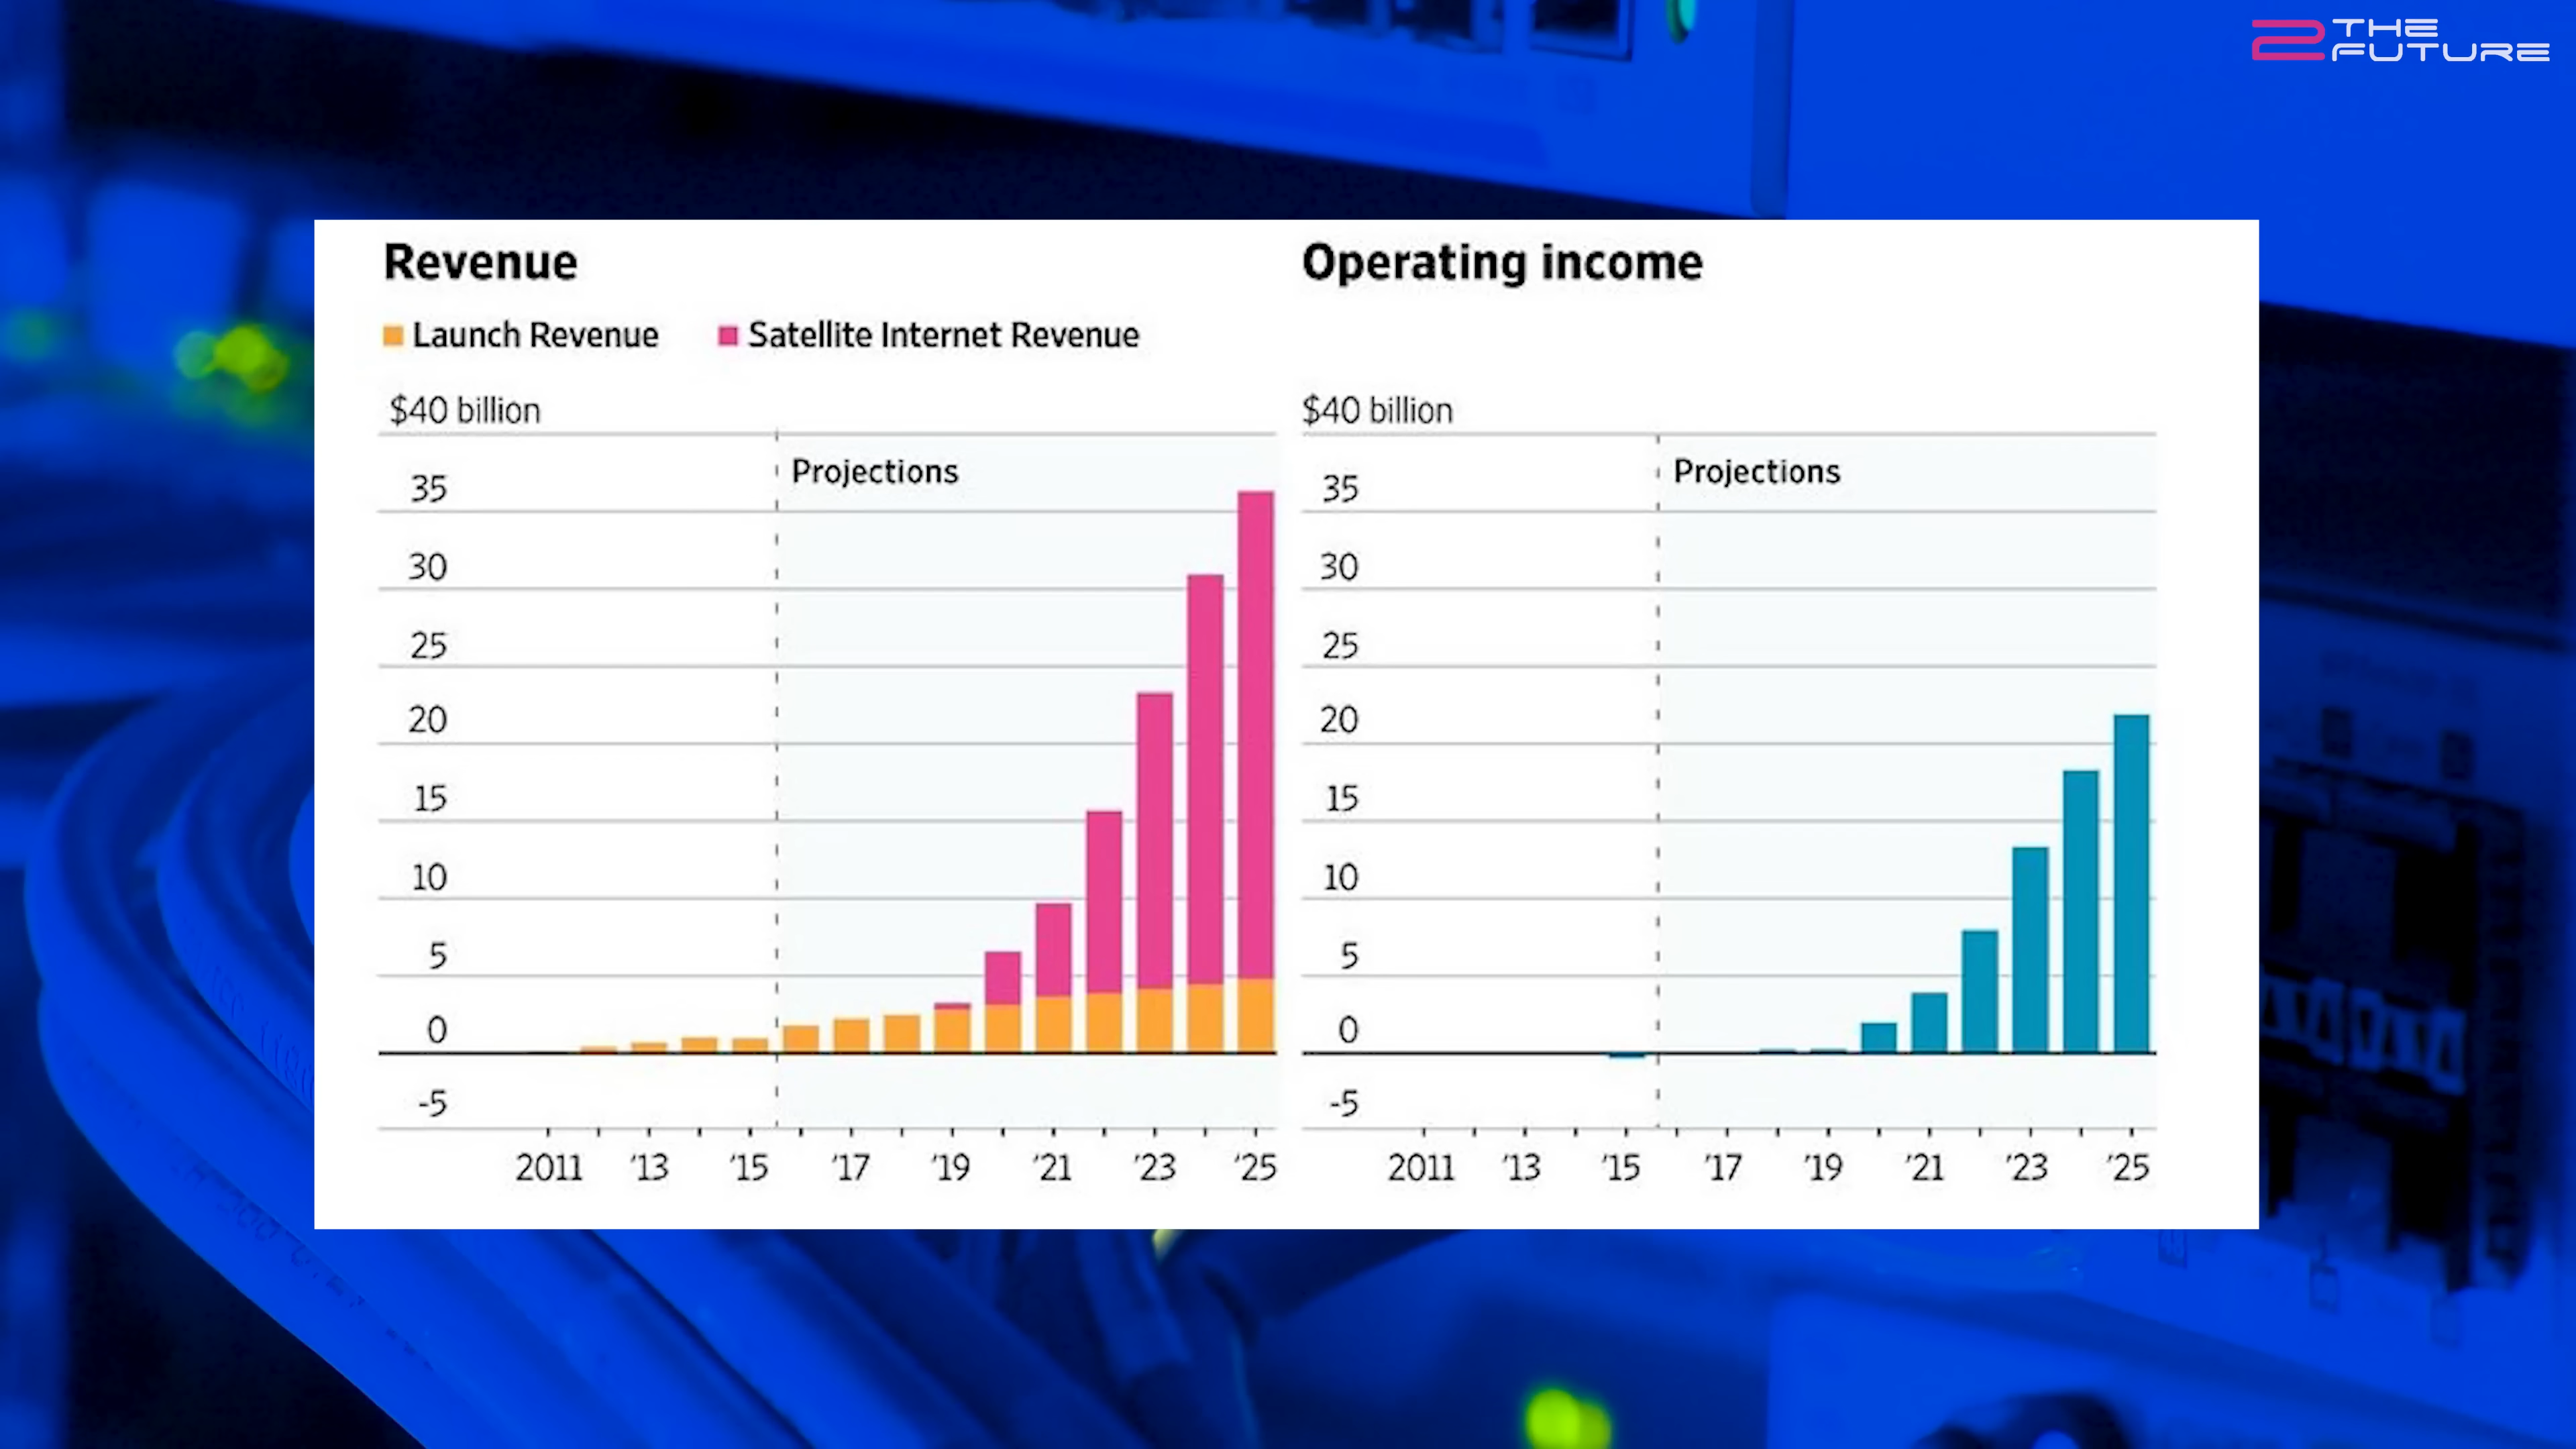 2 THE
FUTURE
Revenue
Launch Revenue
Satellite Internet Revenue
$40 billion
Projections
35
30
25
20
15
10
5
0
-5
2011 '13 '15 '17 '19 '21 '23 '25
Operating income
$40 billion
Projections
35
30
25
20
15
10
5
0
-5
2011 '13 '15 '17 '19 '21 '23 '25